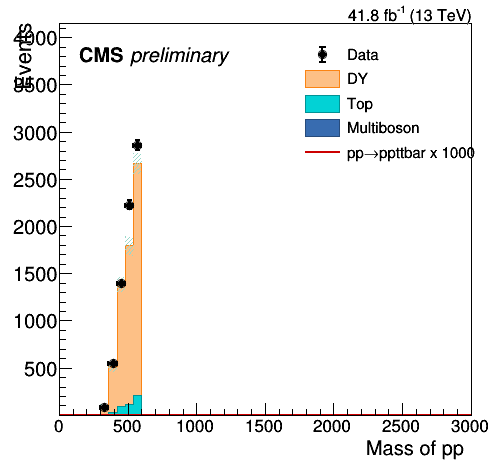 41.8 fb⁻¹ (13 TeV)
Events
CMS preliminary
Data
DY
Top
Multiboson
pp→ppttbar x 1000
4000
3500
3000
2500
2000
1500
1000
500
0 500 1000 1500 2000 2500 3000
Mass of pp